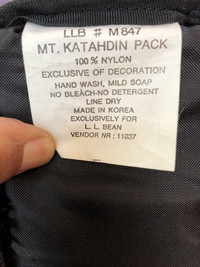 LLB # M847
MT. KATAHDIN PACK
100% NYLON
EXCLUSIVE OF DECORATION
HAND WASH, MILD SOAP
NO BLEACH-NO DETERGENT
LINE DRY
MADE IN KOREA
EXCLUSIVELY FOR
L. L. BEAN
VENDOR NR : 11037